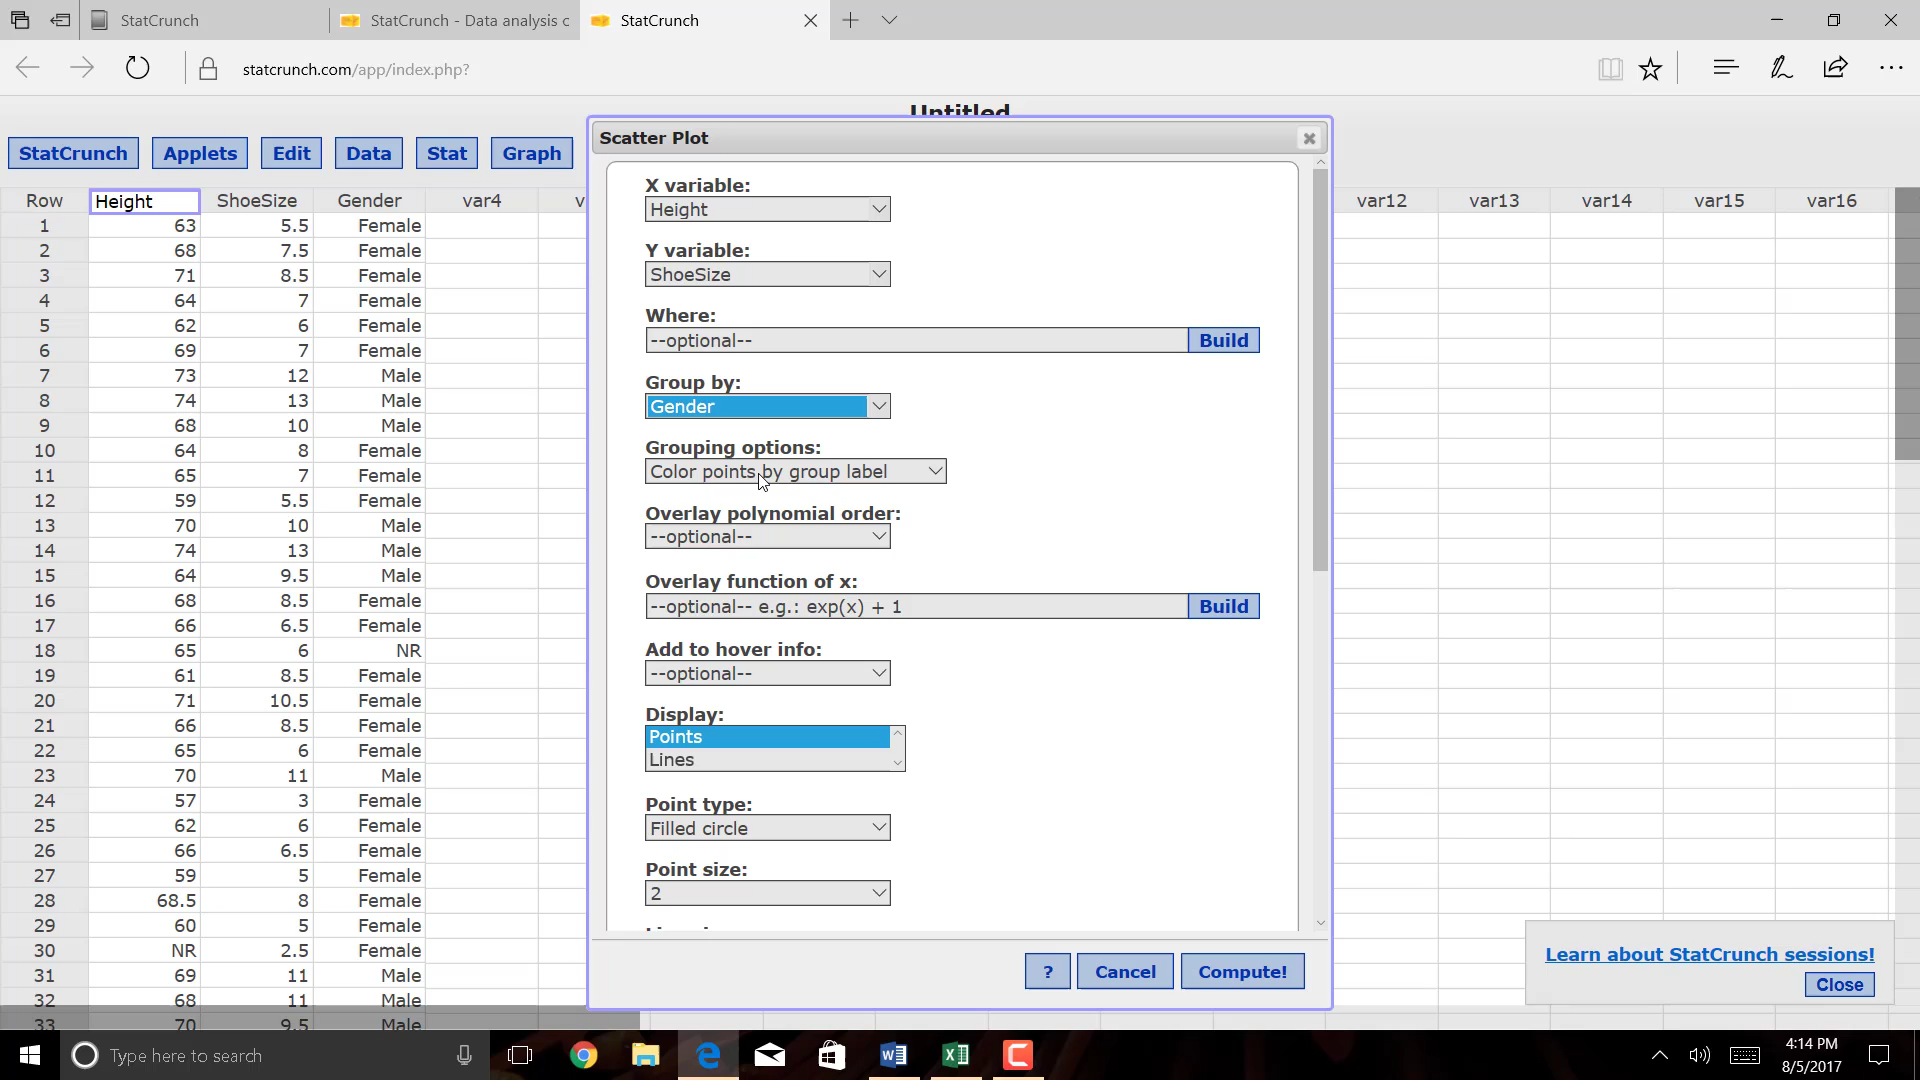 StatCrunch
StatCrunch - Data analysis c
StatCrunch
statcrunch.com/app/index.php?
Untitled
StatCrunch Applets Edit Data Stat Graph
Scatter Plot
X variable:
Height
Y variable:
ShoeSize
Where:
--optional-- Build
Group by:
Gender
Grouping options:
Color points by group label
Overlay polynomial order:
--optional--
Overlay function of x:
--optional-- e.g.: exp(x) + 1 Build
Add to hover info:
--optional--
Display:
Points
Lines
Point type:
Filled circle
Point size:
2
? Cancel Compute!
Row Height ShoeSize Gender var4 v var12 var13 var14 var15 var16
1 63 5.5 Female
2 68 7.5 Female
3 71 8.5 Female
4 64 7 Female
5 62 6 Female
6 69 7 Female
7 73 12 Male
8 74 13 Male
9 68 10 Male
10 64 8 Female
11 65 7 Female
12 59 5.5 Female
13 70 10 Male
14 74 13 Male
15 64 9.5 Male
16 68 8.5 Female
17 66 6.5 Female
18 65 6 NR
19 61 8.5 Female
20 71 10.5 Female
21 66 8.5 Female
22 65 6 Female
23 70 11 Male
24 57 3 Female
25 62 6 Female
26 66 6.5 Female
27 59 5 Female
28 68.5 8 Female
29 60 5 Female
30 NR 2.5 Female
31 69 11 Male
32 68 11 Male
33 70 9.5 Male
Learn about StatCrunch sessions!
Close
Type here to search
4:14 PM
8/5/2017